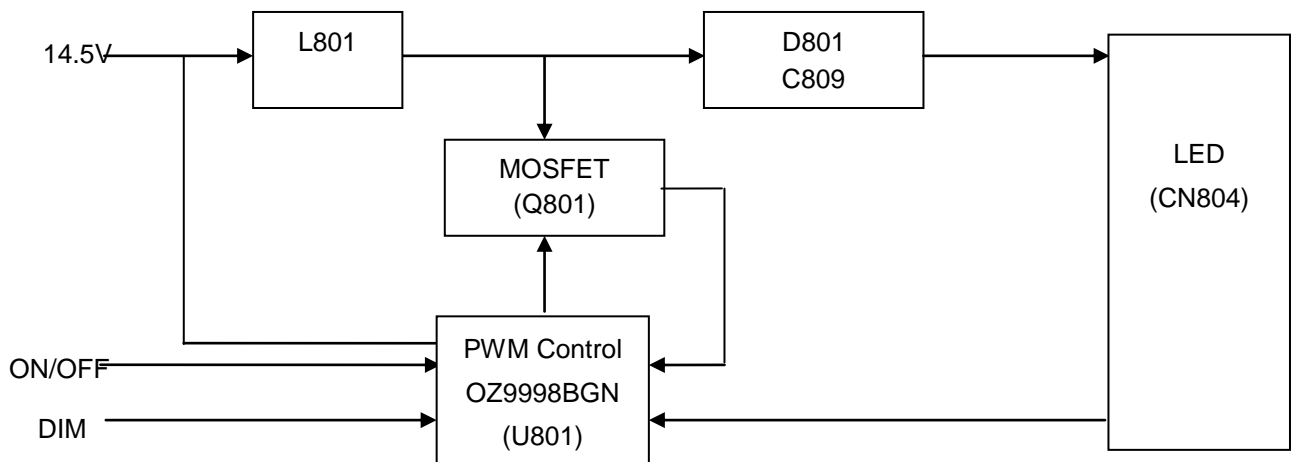 14.5V
L801
D801
C809
MOSFET
(Q801)
LED
(CN804)
ON/OFF
DIM
PWM Control
OZ9998BGN
(U801)